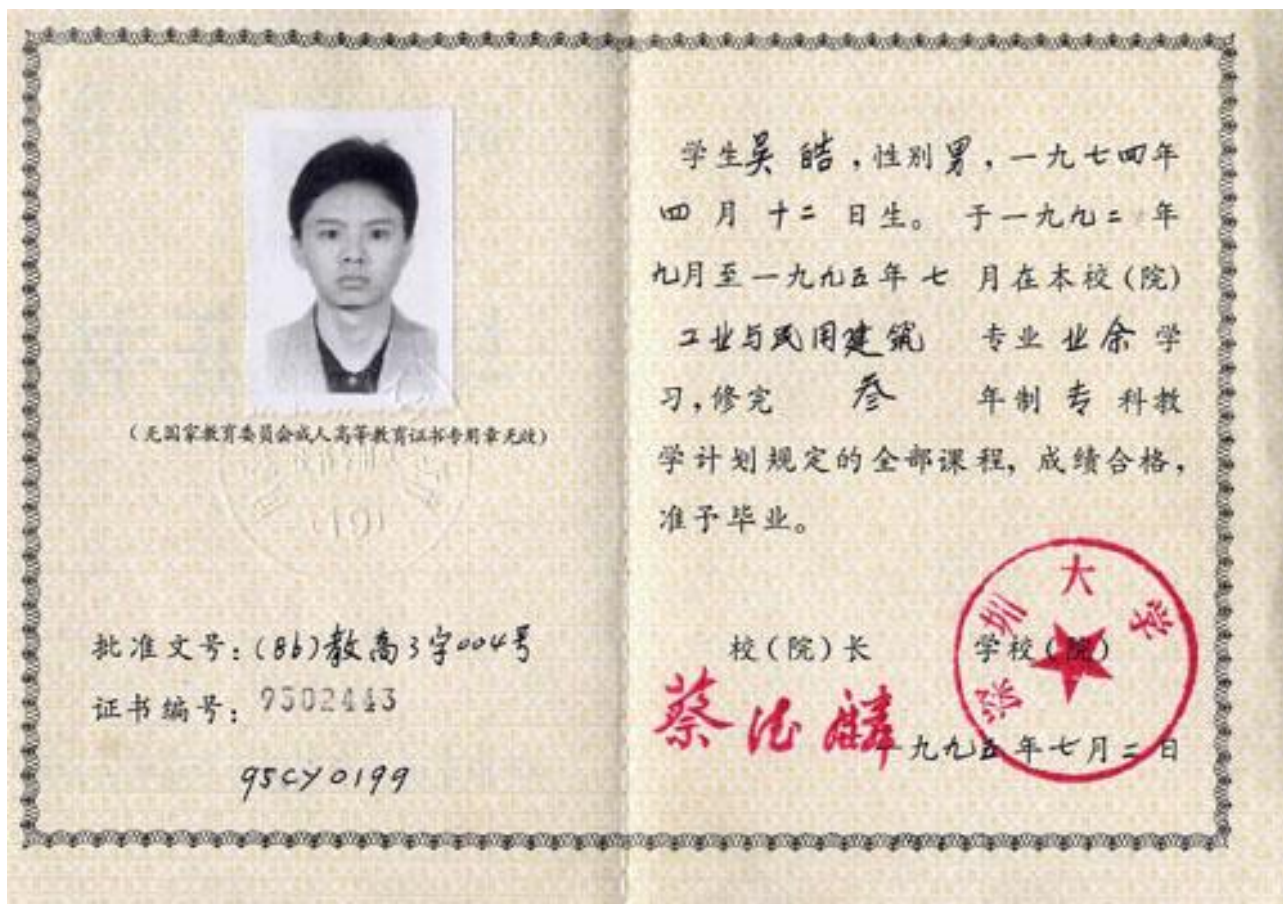 (无国家教育委员会成人高等教育证书专用章无效)
批准文号:(86)教高3字004号
证书编号:9502443
95CY0199
学生吴皓,性别男,一九七四年
四月十二日生。于一九九二年
九月至一九九五年七月在本校(院)
工业与民用建筑 专业业余学
习,修完 叁 年制专科教
学计划规定的全部课程,成绩合格,
准予毕业。
校(院)长 学校(院)
蔡德麟
一九九五年七月二日
深圳大学